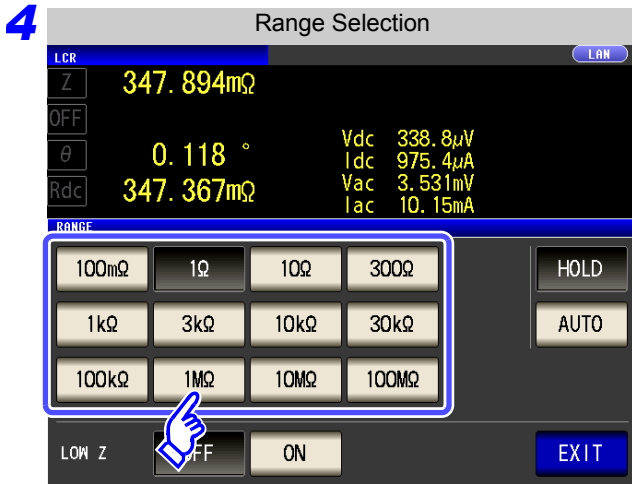 4
Range Selection
LCR
LAN
Z 347.894mΩ
OFF
θ 0.118 °
Rdc 347.367mΩ
Vdc 338.8µV
Idc 975.4µA
Vac 3.531mV
Iac 10.15mA
RANGE
100mΩ 1Ω 10Ω 300Ω HOLD
1kΩ 3kΩ 10kΩ 30kΩ AUTO
100kΩ 1MΩ 10MΩ 100MΩ
LOW Z OFF ON EXIT